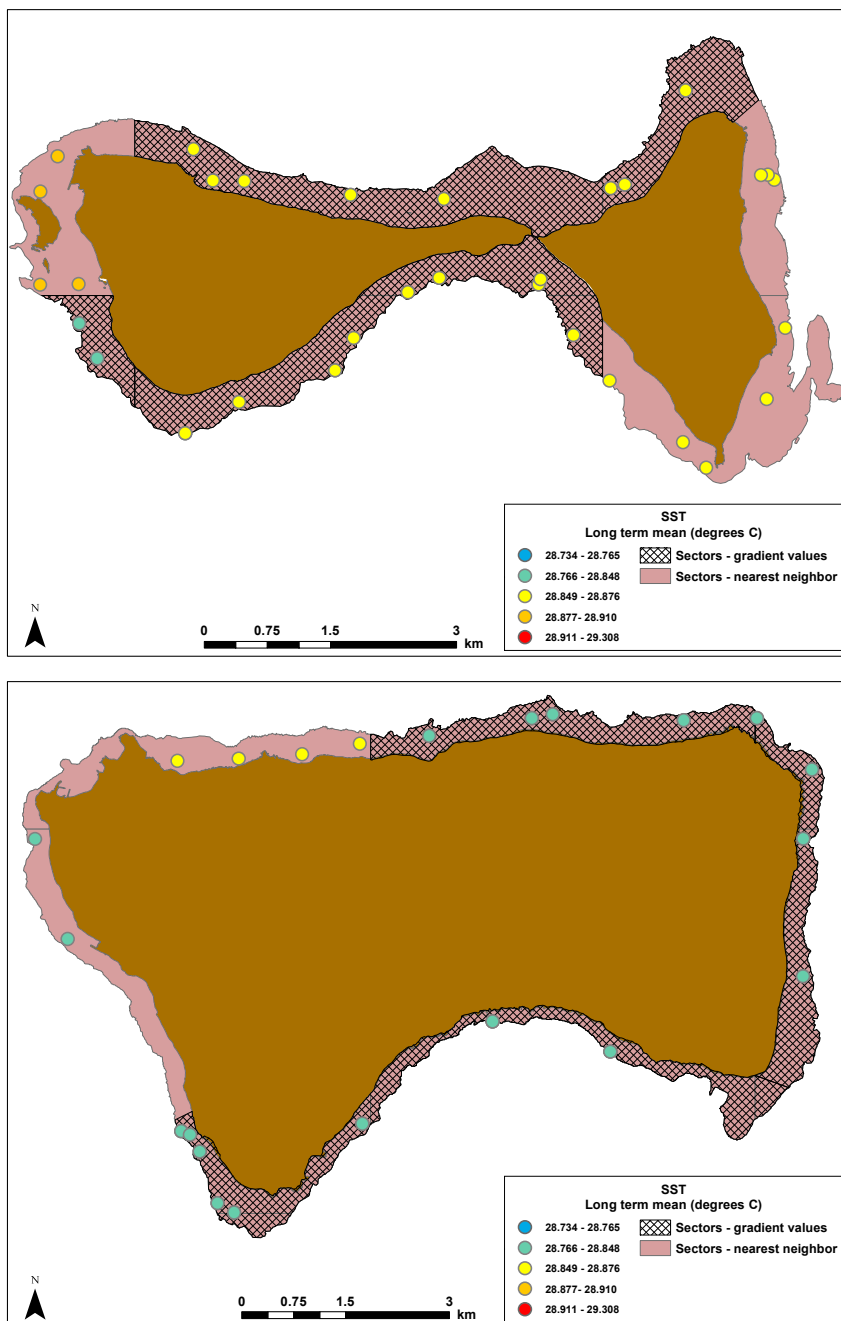 SST
Long term mean (degrees C)
28.734 - 28.765 Sectors - gradient values
28.766 - 28.848 Sectors - nearest neighbor
28.849 - 28.876
28.877- 28.910
28.911 - 29.308
N
0 0.75 1.5 3
km
SST
Long term mean (degrees C)
28.734 - 28.765 Sectors - gradient values
28.766 - 28.848 Sectors - nearest neighbor
28.849 - 28.876
28.877- 28.910
28.911 - 29.308
N
0 0.75 1.5 3
km